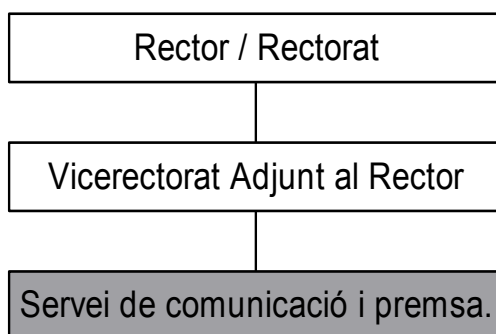 Rector / Rectorat
Vicerectorat Adjunt al Rector
Servei de comunicació i premsa.